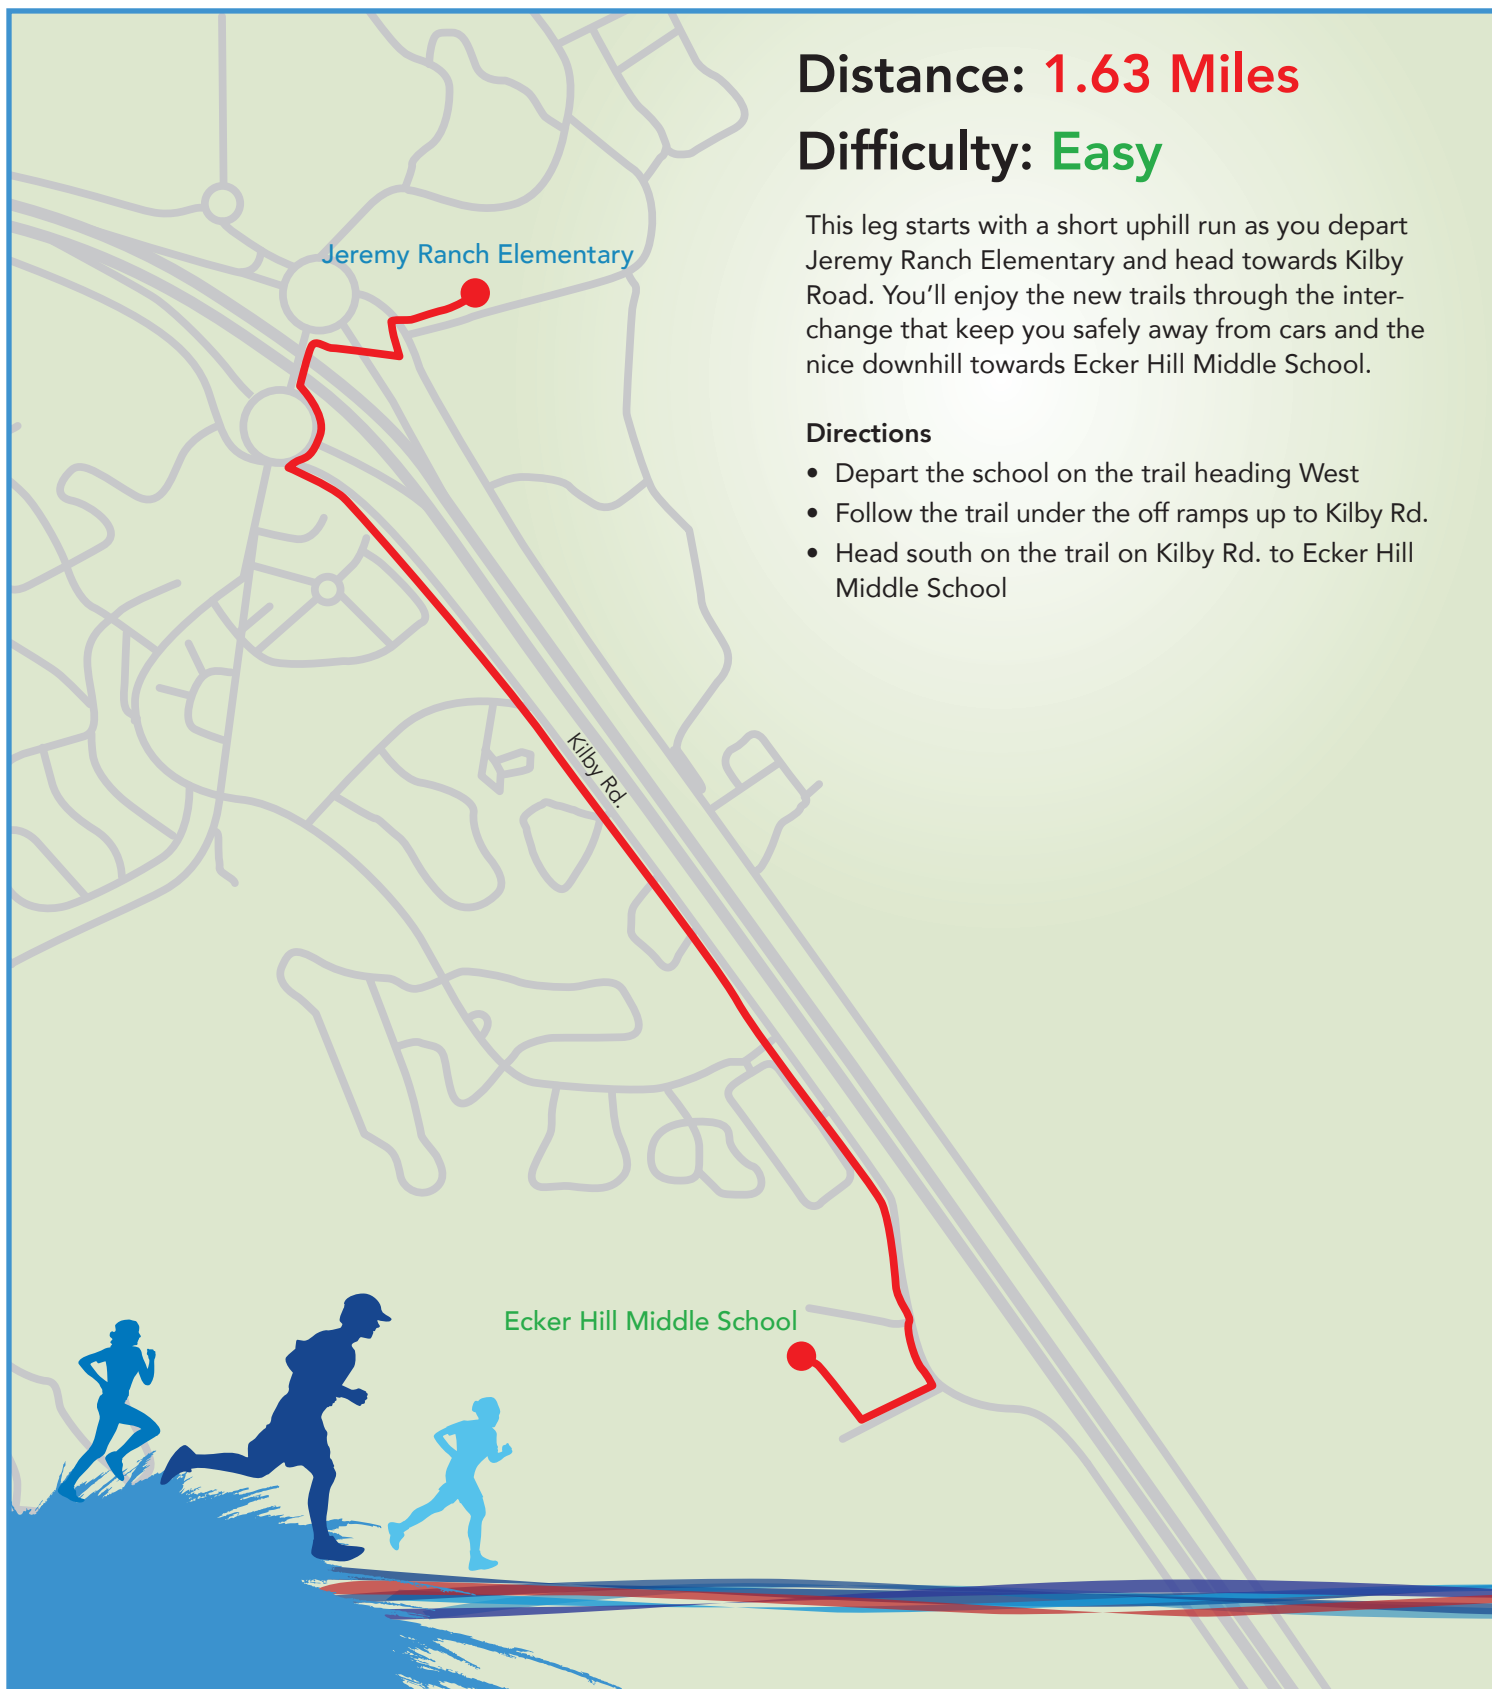 Distance: 1.63 Miles
Difficulty: Easy
This leg starts with a short uphill run as you depart
Jeremy Ranch Elementary and head towards Kilby
Road. You'll enjoy the new trails through the inter-
change that keep you safely away from cars and the
nice downhill towards Ecker Hill Middle School.
Directions
• Depart the school on the trail heading West
• Follow the trail under the off ramps up to Kilby Rd.
• Head south on the trail on Kilby Rd. to Ecker Hill
Middle School
Jeremy Ranch Elementary
Kilby Rd.
Ecker Hill Middle School